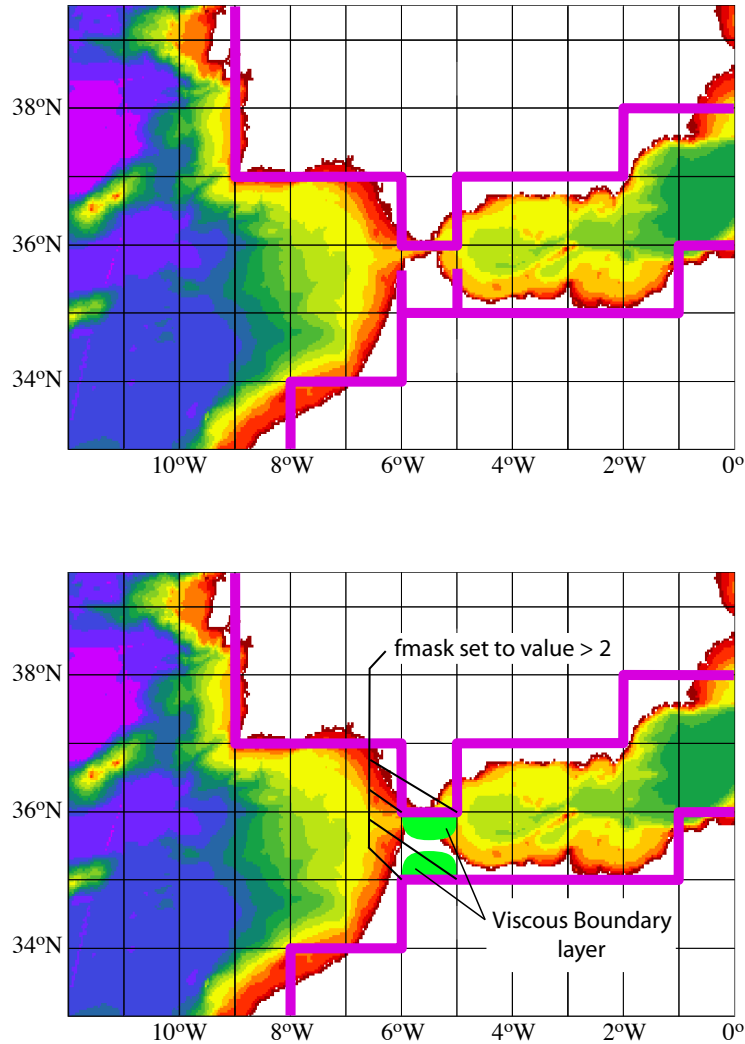 38ºN
36ºN
34ºN
10ºW 8ºW 6ºW 4ºW 2ºW 0º
fmask set to value > 2
38ºN
36ºN
34ºN
Viscous Boundary
layer
10ºW 8ºW 6ºW 4ºW 2ºW 0º